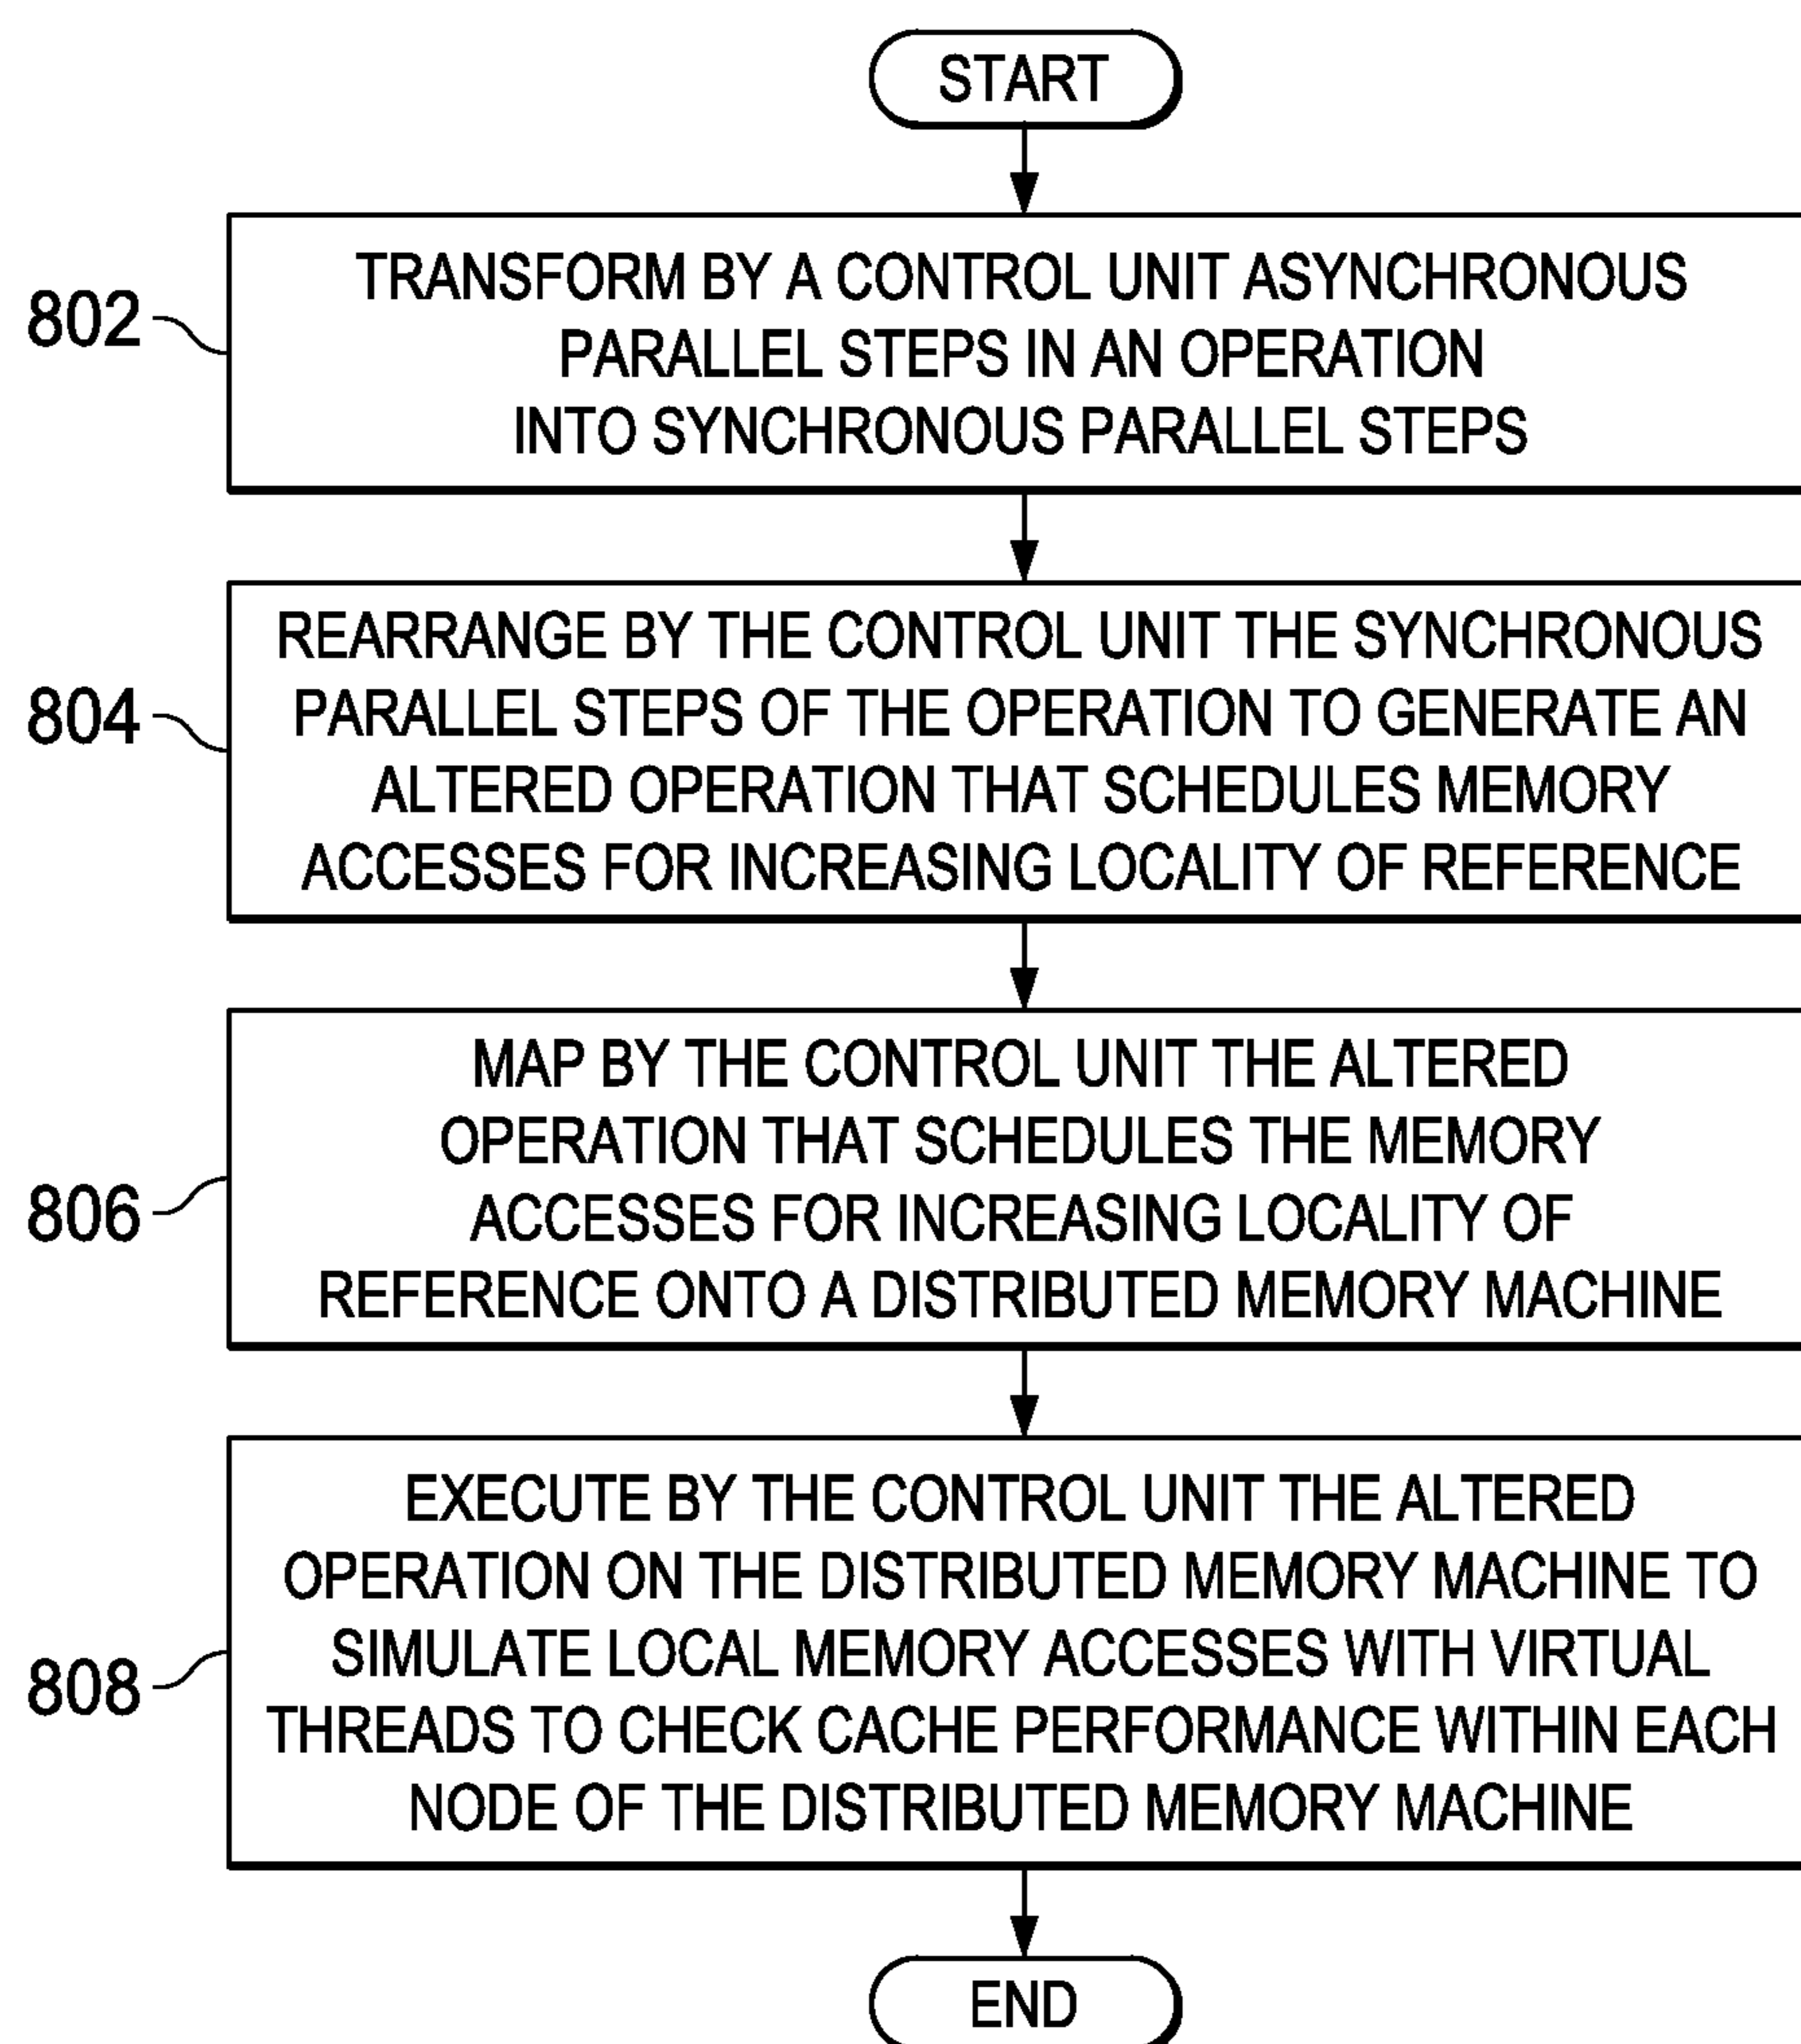 START
802
TRANSFORM BY A CONTROL UNIT ASYNCHRONOUS
PARALLEL STEPS IN AN OPERATION
INTO SYNCHRONOUS PARALLEL STEPS
804
REARRANGE BY THE CONTROL UNIT THE SYNCHRONOUS
PARALLEL STEPS OF THE OPERATION TO GENERATE AN
ALTERED OPERATION THAT SCHEDULES MEMORY
ACCESSES FOR INCREASING LOCALITY OF REFERENCE
806
MAP BY THE CONTROL UNIT THE ALTERED
OPERATION THAT SCHEDULES THE MEMORY
ACCESSES FOR INCREASING LOCALITY OF
REFERENCE ONTO A DISTRIBUTED MEMORY MACHINE
808
EXECUTE BY THE CONTROL UNIT THE ALTERED
OPERATION ON THE DISTRIBUTED MEMORY MACHINE TO
SIMULATE LOCAL MEMORY ACCESSES WITH VIRTUAL
THREADS TO CHECK CACHE PERFORMANCE WITHIN EACH
NODE OF THE DISTRIBUTED MEMORY MACHINE
END